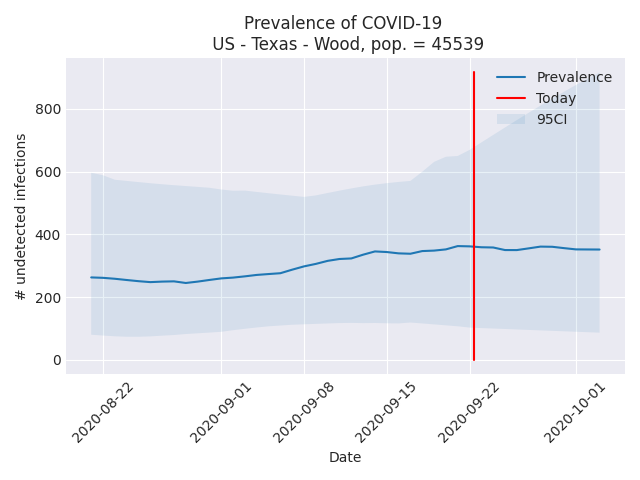 Prevalence of COVID-19
US - Texas - Wood, pop. = 45539
Prevalence
Today
95CI
# undetected infections
800
600
400
200
0
2020-08-22
2020-09-01
2020-09-08
2020-09-15
2020-09-22
2020-10-01
Date